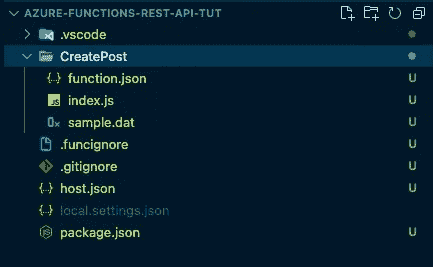 AZURE-FUNCTIONS-REST-API-TUT
.vscode
CreatePost
{..} function.json U
JS index.js U
sample.dat U
.funcignore U
.gitignore U
{..} host.json U
{..} local.settings.json
package.json U